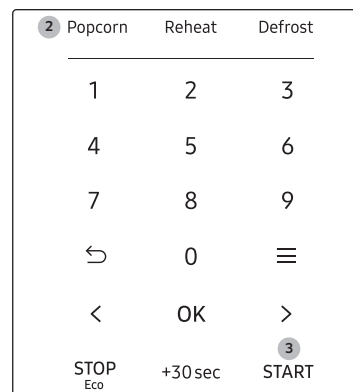 2 Popcorn Reheat Defrost
1 2 3
4 5 6
7 8 9
0
< OK >
3
STOP +30 sec START
Eco